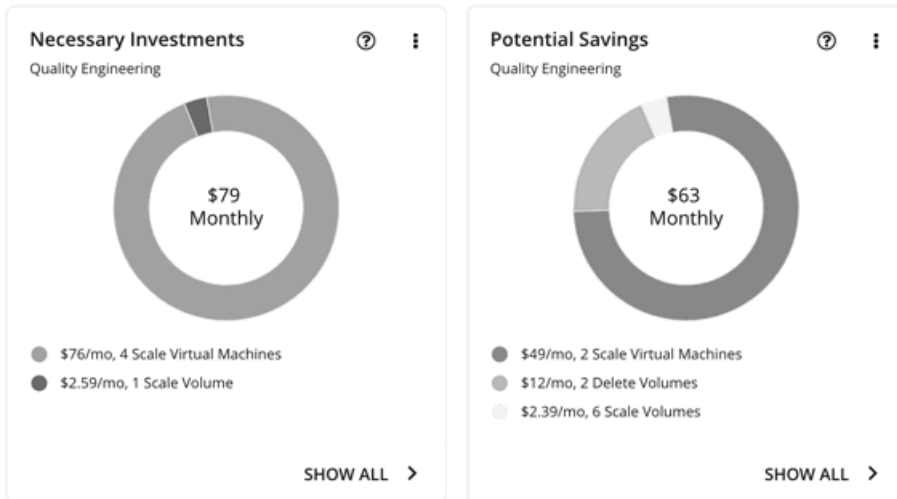 Necessary Investments
Quality Engineering
$79
Monthly
$76/mo, 4 Scale Virtual Machines
$2.59/mo, 1 Scale Volume
SHOW ALL
Potential Savings
Quality Engineering
$63
Monthly
$49/mo, 2 Scale Virtual Machines
$12/mo, 2 Delete Volumes
$2.39/mo, 6 Scale Volumes
SHOW ALL